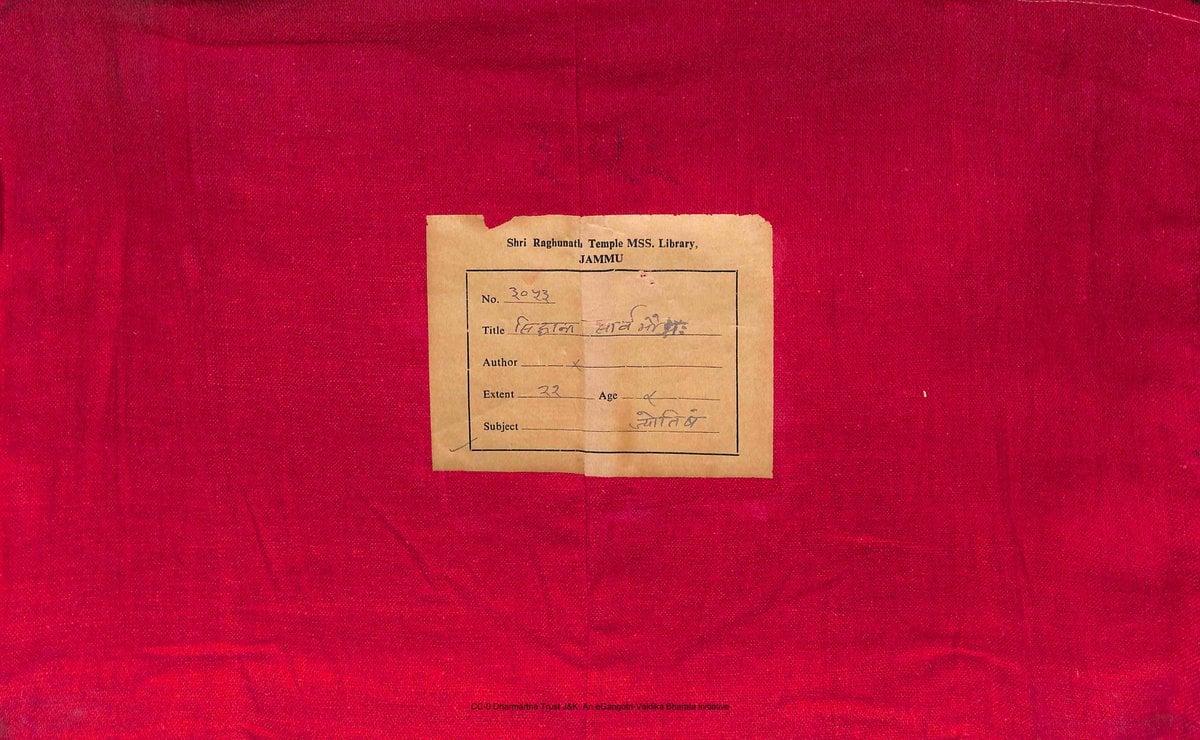 Shri Raghunath Temple MSS. Library,
JAMMU
No. ३०५३
Title सिद्धान्त सार्वभौमः
Author x
Extent २२ Age x
Subject ज्योतिषं
CC-0 Dharmartha Trust J&K. An eGangotri-Vaidika Bharata Initiative